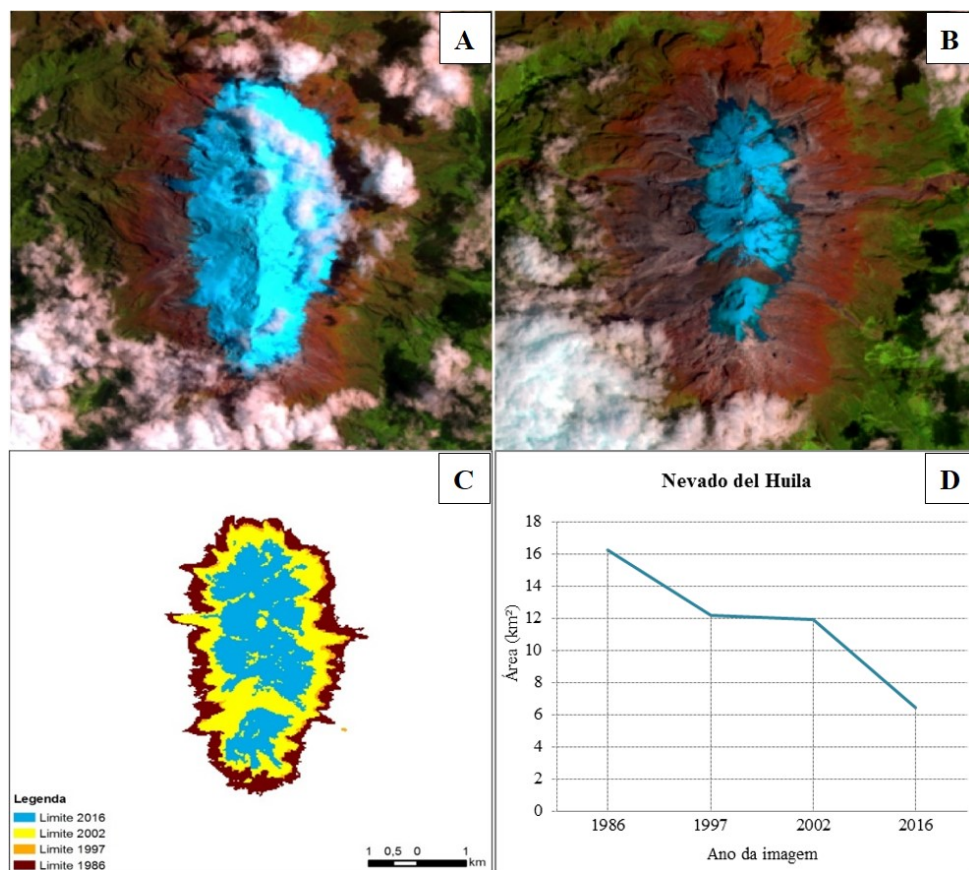 A
B
C
Legenda
Limite 2016
Limite 2002
Limite 1997
Limite 1986
1 0,5 0 1
km
D
Nevado del Huila
Área (km²)
18
16
14
12
10
8
6
4
2
0
1986 1997 2002 2016
Ano da imagem